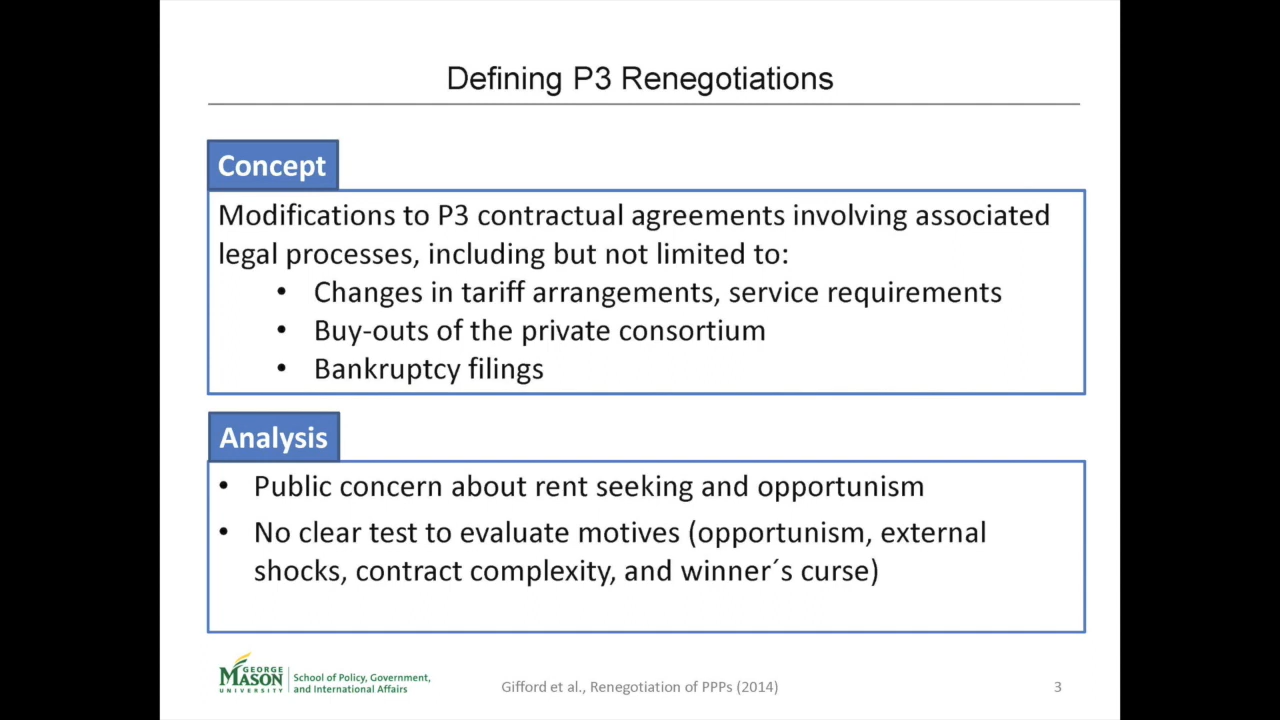 Defining P3 Renegotiations
Concept
Modifications to P3 contractual agreements involving associated
legal processes, including but not limited to:
• Changes in tariff arrangements, service requirements
• Buy-outs of the private consortium
• Bankruptcy filings
Analysis
• Public concern about rent seeking and opportunism
• No clear test to evaluate motives (opportunism, external
shocks, contract complexity, and winner´s curse)
GEORGE
MASON
UNIVERSITY
School of Policy, Government,
and International Affairs
Gifford et al., Renegotiation of PPPs (2014)
3